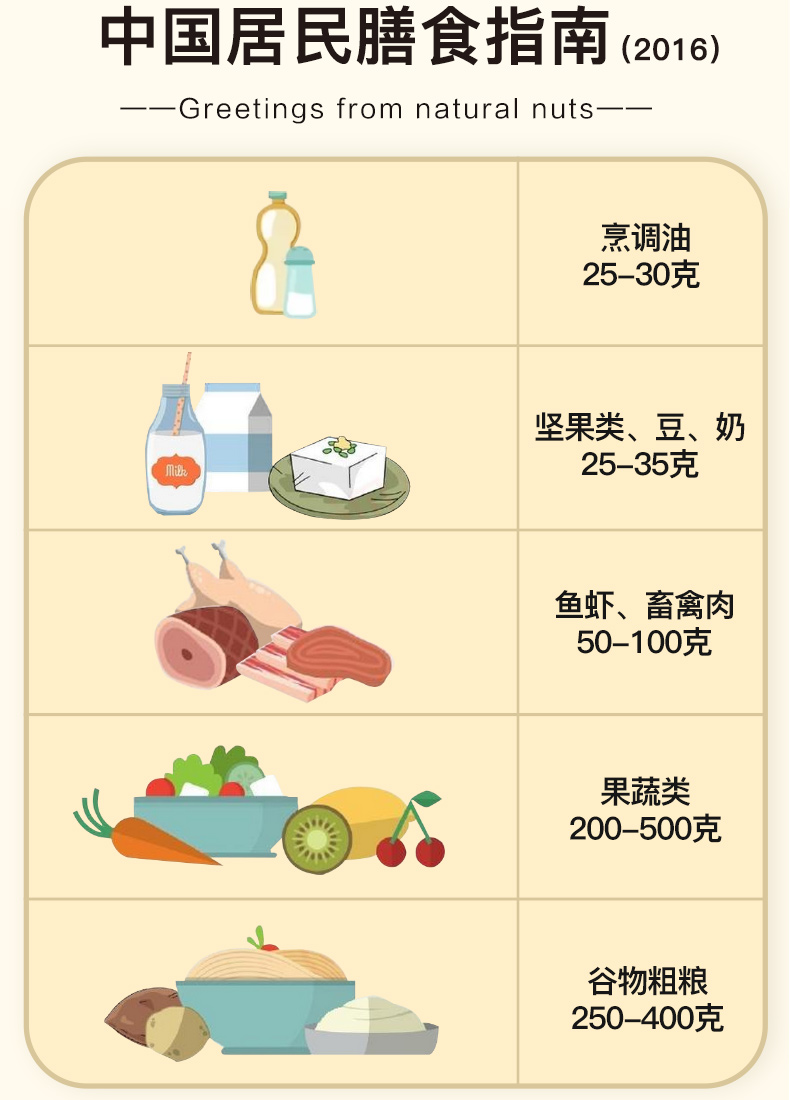 中国居民膳食指南(2016)
——Greetings from natural nuts——
烹调油
25–30克
Milk
坚果类、豆、奶
25–35克
鱼虾、畜禽肉
50–100克
果蔬类
200–500克
谷物粗粮
250–400克